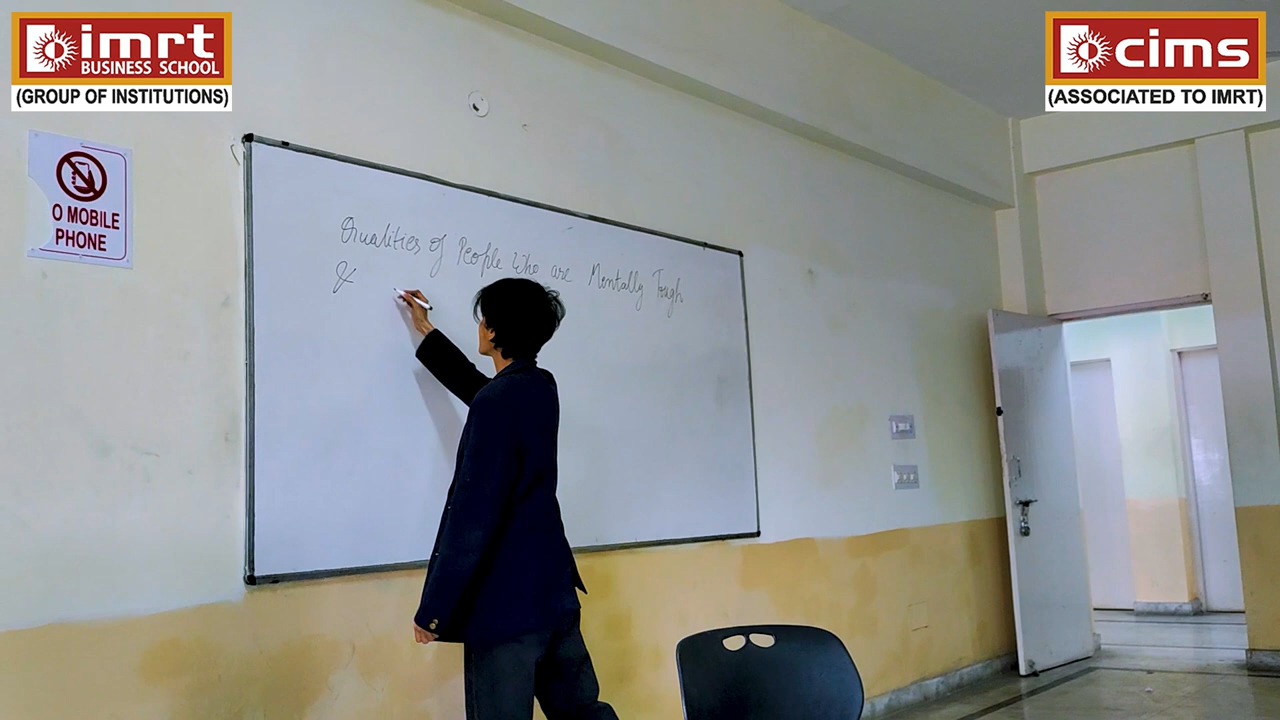 imrt
BUSINESS SCHOOL
(GROUP OF INSTITUTIONS)
cims
(ASSOCIATED TO IMRT)
O MOBILE
PHONE
Qualities of People Who are Mentally Tough
&